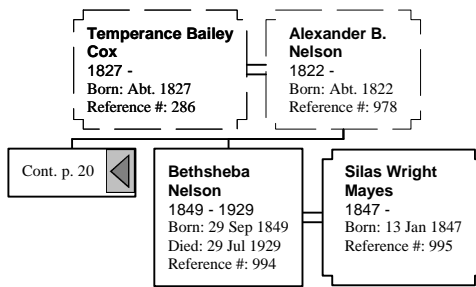 Temperance Bailey
Cox
1827 -
Born: Abt. 1827
Reference #: 286
Alexander B.
Nelson
1822 -
Born: Abt. 1822
Reference #: 978
Cont. p. 20
Bethsheba
Nelson
1849 - 1929
Born: 29 Sep 1849
Died: 29 Jul 1929
Reference #: 994
Silas Wright
Mayes
1847 -
Born: 13 Jan 1847
Reference #: 995